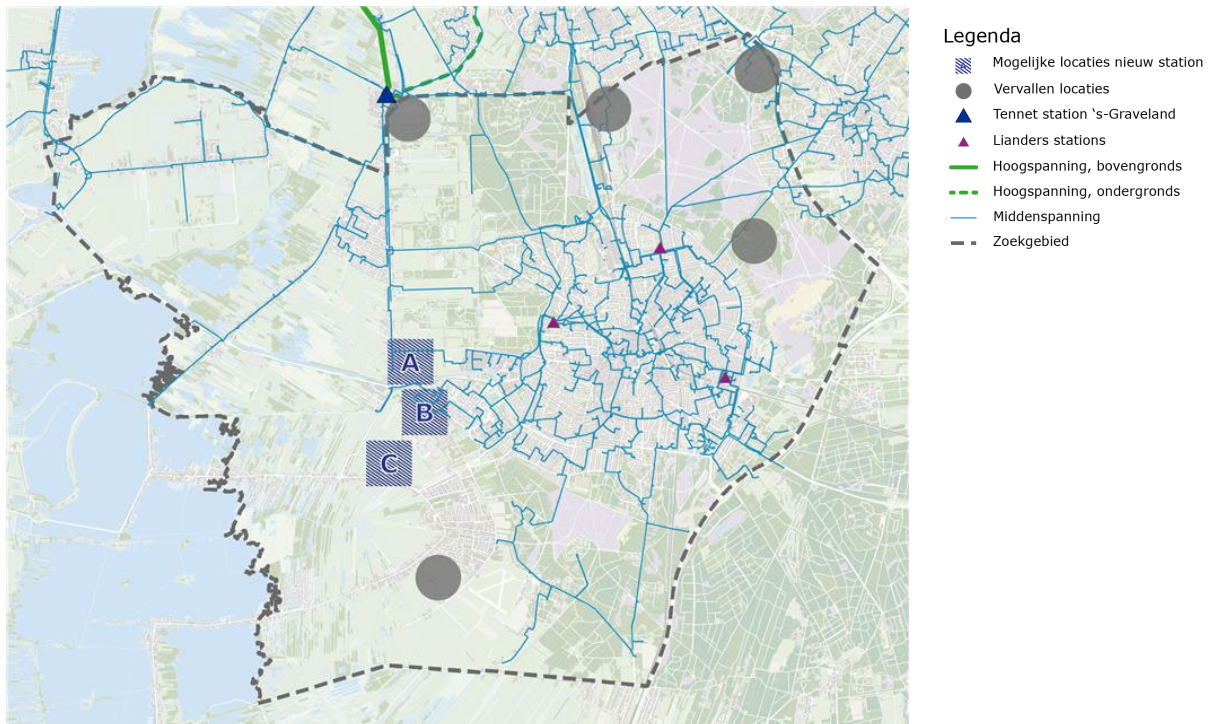 Legenda
Mogelijke locaties nieuw station
Vervallen locaties
Tennet station ‘s-Graveland
Lianders stations
Hoogspanning, bovengronds
Hoogspanning, ondergronds
Middenspanning
Zoekgebied
A
B
C